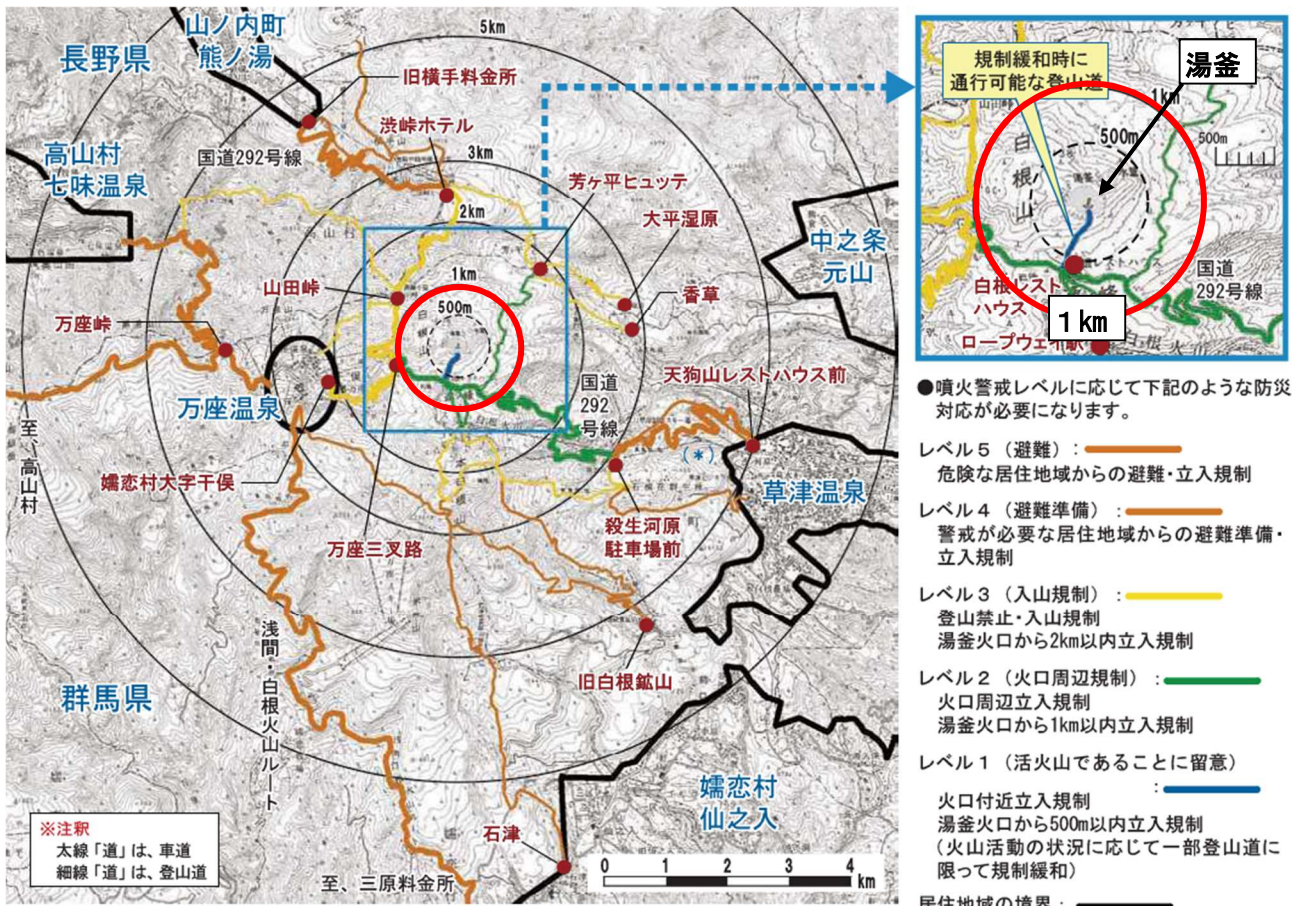 5km
山ノ内町
熊ノ湯
長野県
旧横手料金所
渋峠ホテル
高山村
七味温泉
国道292号線
3km
芳ヶ平ヒュッテ
2km
大平湿原
中之条
元山
山田峠
1km
500m
香草
万座峠
万座温泉
国道
292
号線
天狗山レストハウス前
(*)
至、高山村
嬬恋村大字干俣
草津温泉
殺生河原
駐車場前
万座三叉路
旧白根鉱山
浅間・白根火山ルート
群馬県
嬬恋村
仙之入
石津
※注釈
太線「道」は、車道
細線「道」は、登山道
至、三原料金所
0 1 2 3 4
km
規制緩和時に
通行可能な登山道
湯釜
1km
500m
500m
白根山
白根レスト
ハウス
国道
292号線
1km
ロープウェイ駅
●噴火警戒レベルに応じて下記のような防災
対応が必要になります。
レベル5（避難）：
危険な居住地域からの避難・立入規制
レベル4（避難準備）：
警戒が必要な居住地域からの避難準備・
立入規制
レベル3（入山規制）：
登山禁止・入山規制
湯釜火口から2km以内立入規制
レベル2（火口周辺規制）：
火口周辺立入規制
湯釜火口から1km以内立入規制
レベル1（活火山であることに留意）
：
火口付近立入規制
湯釜火口から500m以内立入規制
（火山活動の状況に応じて一部登山道に
限って規制緩和）
居住地域の境界：